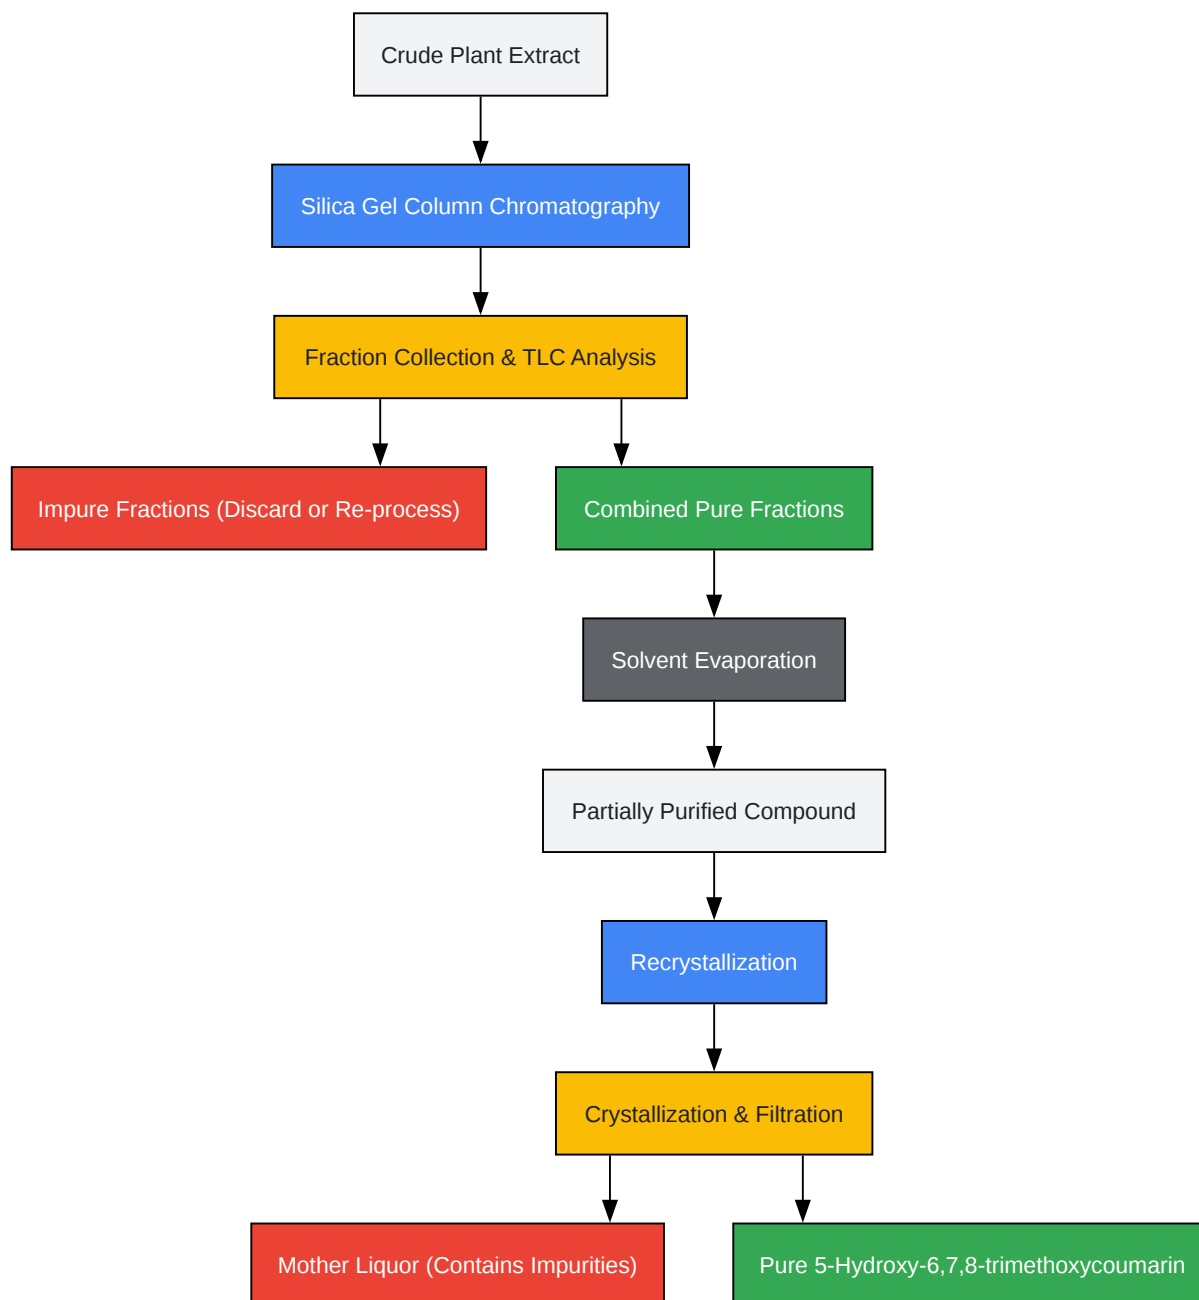 Crude Plant Extract
Silica Gel Column Chromatography
Fraction Collection & TLC Analysis
Impure Fractions (Discard or Re-process)
Combined Pure Fractions
Solvent Evaporation
Partially Purified Compound
Recrystallization
Crystallization & Filtration
Mother Liquor (Contains Impurities)
Pure 5-Hydroxy-6,7,8-trimethoxycoumarin